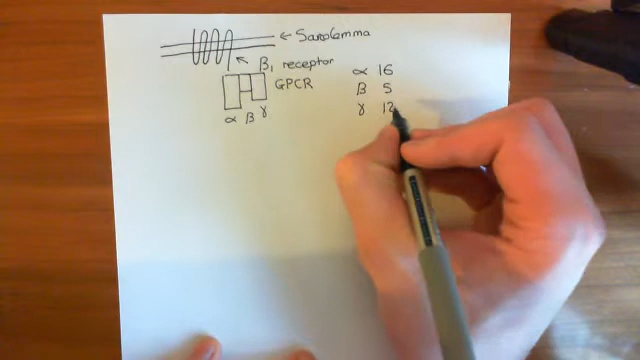 ← Sarcolemma
β₁ receptor
GPCR
α β γ
α 16
β 5
γ 12